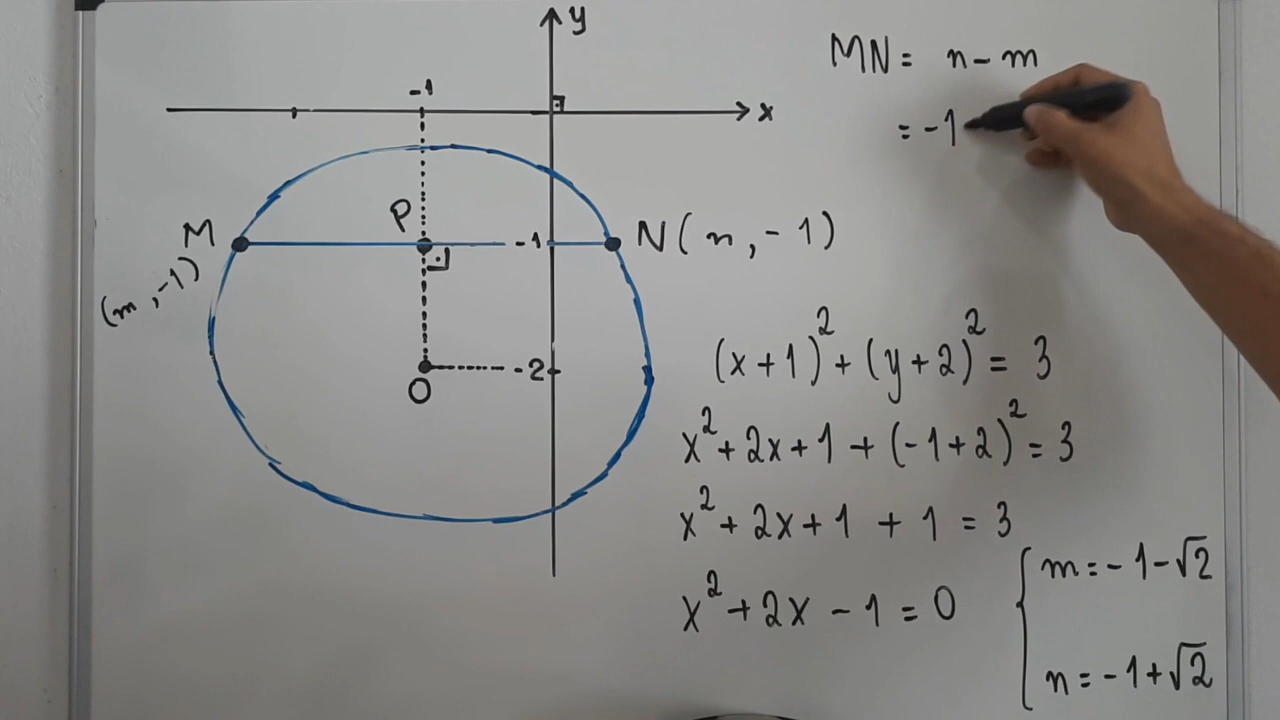 y
-1
x
P
M
-1
N(n,-1)
(m,-1)
-2
O
MN = n - m
= -1
(x+1)² + (y+2)² = 3
x² + 2x + 1 + (-1+2)² = 3
x² + 2x + 1 + 1 = 3
x² + 2x - 1 = 0
m = -1 - √2
n = -1 + √2